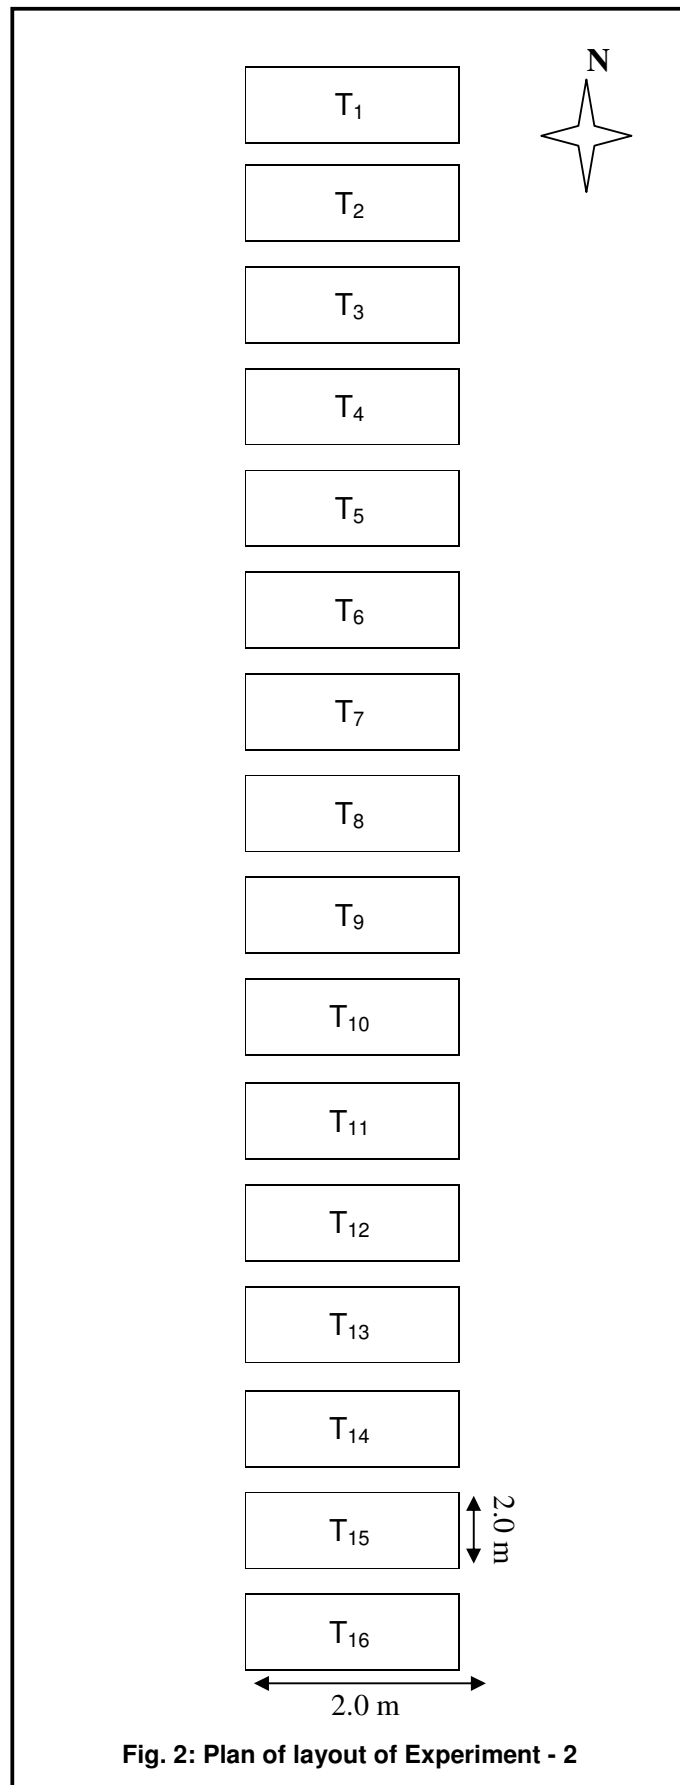 N
T₁
T₂
T₃
T₄
T₅
T₆
T₇
T₈
T₉
T₁₀
T₁₁
T₁₂
T₁₃
T₁₄
T₁₅
2.0 m
T₁₆
2.0 m
Fig. 2: Plan of layout of Experiment - 2